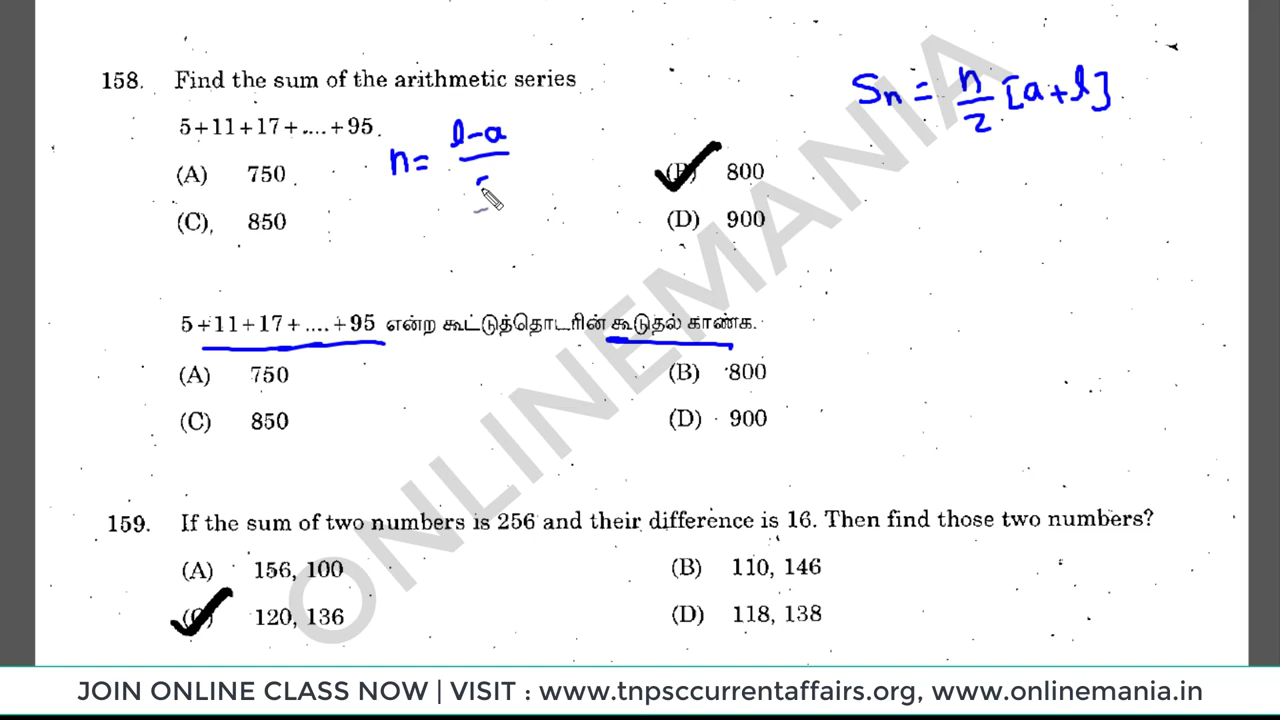 158. Find the sum of the arithmetic series
Sn = n/2 [a+l]
5+11+17+....+95.
n= l-a
(A) 750
(B) 800
(C), 850
(D) 900
5+11+17+....+95 என்ற கூட்டுத்தொடரின் கூடுதல் காண்க.
(A) 750
(B) 800
(C) 850
(D) 900
159. If the sum of two numbers is 256 and their difference is 16. Then find those two numbers?
(A) 156, 100
(B) 110, 146
(C) 120, 136
(D) 118, 138
ONLINEMANIA
JOIN ONLINE CLASS NOW | VISIT : www.tnpsccurrentaffairs.org, www.onlinemania.in